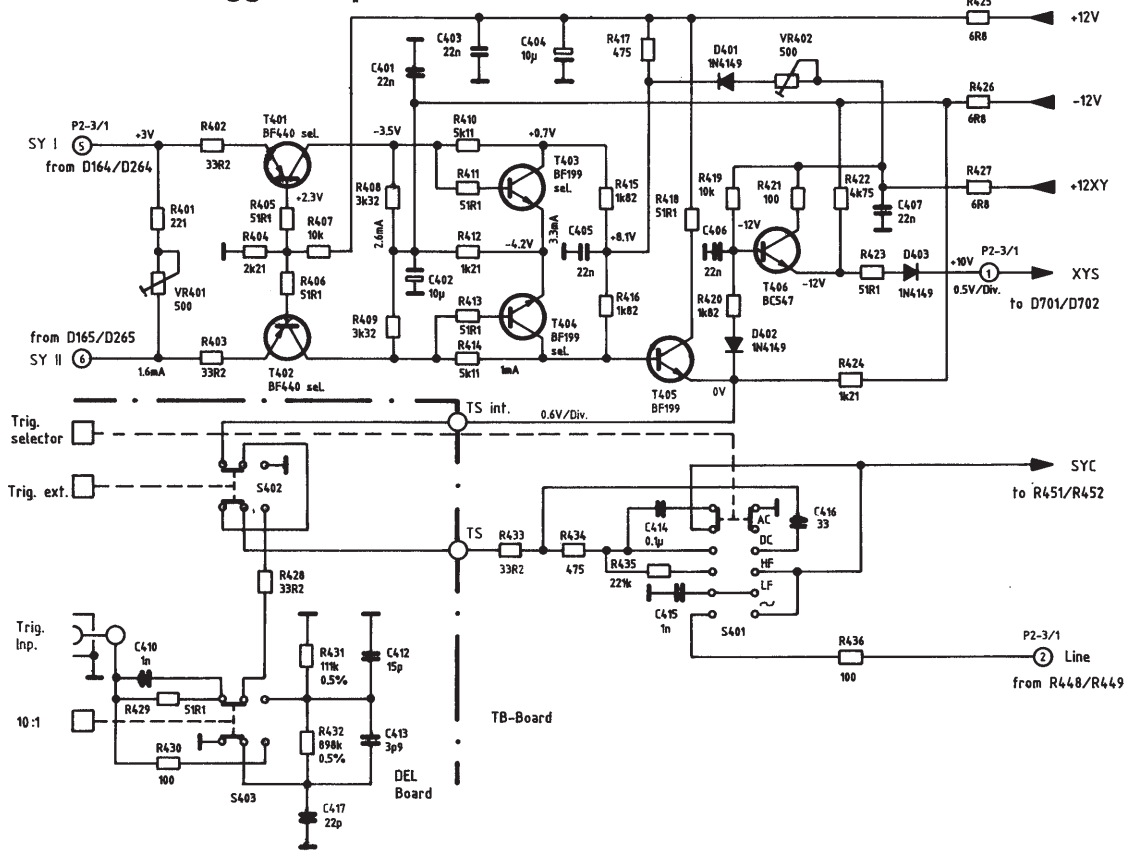 R425
+12V
6R8
C403
22n
C404
10µ
R417
475
D401
1N4149
VR402
500
C401
22n
R426
-12V
6R8
P2-3/1
+3V
SY I
5
from D164/D264
R402
33R2
T401
BF440 sel.
-3.5V
R410
5k11
+0.7V
T403
BF199
sel.
R411
51R1
R401
221
R405
51R1
+2.3V
R407
10k
R404
2k21
R408
3k32
2.6mA
R412
1k21
-4.2V
3.3mA
R415
1k82
C405
22n
+8.1V
R418
51R1
R419
10k
R421
100
R422
4k75
C407
22n
R427
+12XY
6R8
-12V
C406
22n
T406
BC547
-12V
R423
51R1
D403
1N4149
+10V
0.5V/Div.
P2-3/1
1
XYS
to D701/D702
VR401
500
R406
51R1
C402
10µ
R413
51R1
R409
3k32
R414
5k11
1mA
T404
BF199
sel.
R416
1k82
R420
1k82
D402
1N4149
from D165/D265
SY II
6
1.6mA
R403
33R2
T402
BF440 sel.
T405
BF199
0V
R424
1k21
TS int.
0.6V/Div.
Trig.
selector
Trig. ext.
S402
SYC
to R451/R452
TS
R433
33R2
R434
475
C414
0.1µ
R435
221k
C415
1n
AC
DC
HF
LF
~
C416
33
S401
R428
33R2
Trig.
Inp.
C410
1n
R431
111k
0.5%
C412
15p
R429
51R1
10:1
R430
100
S403
R432
898k
0.5%
C413
3p9
DEL
Board
TB-Board
C417
22p
R436
100
P2-3/1
2
Line
from R448/R449